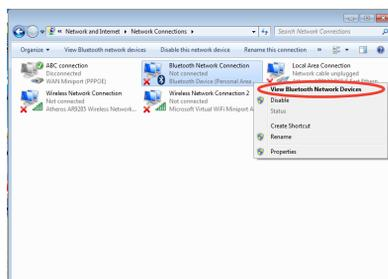 Network and Internet ▸ Network Connections ▸
Search Network Connections
Organize ▾ View Bluetooth network devices Disable this network device Rename this connection »
ABC connection
Disconnected
WAN Miniport (PPPOE)
Bluetooth Network Connection
Not connected
Bluetooth Device (Personal Area
Local Area Connection
Network cable unplugged
Wireless Network Connection
Not connected
Atheros AR9285 Wireless Network...
Wireless Network Connection 2
Not connected
Microsoft Virtual WiFi Miniport A
View Bluetooth Network Devices
Disable
Status
Create Shortcut
Rename
Properties